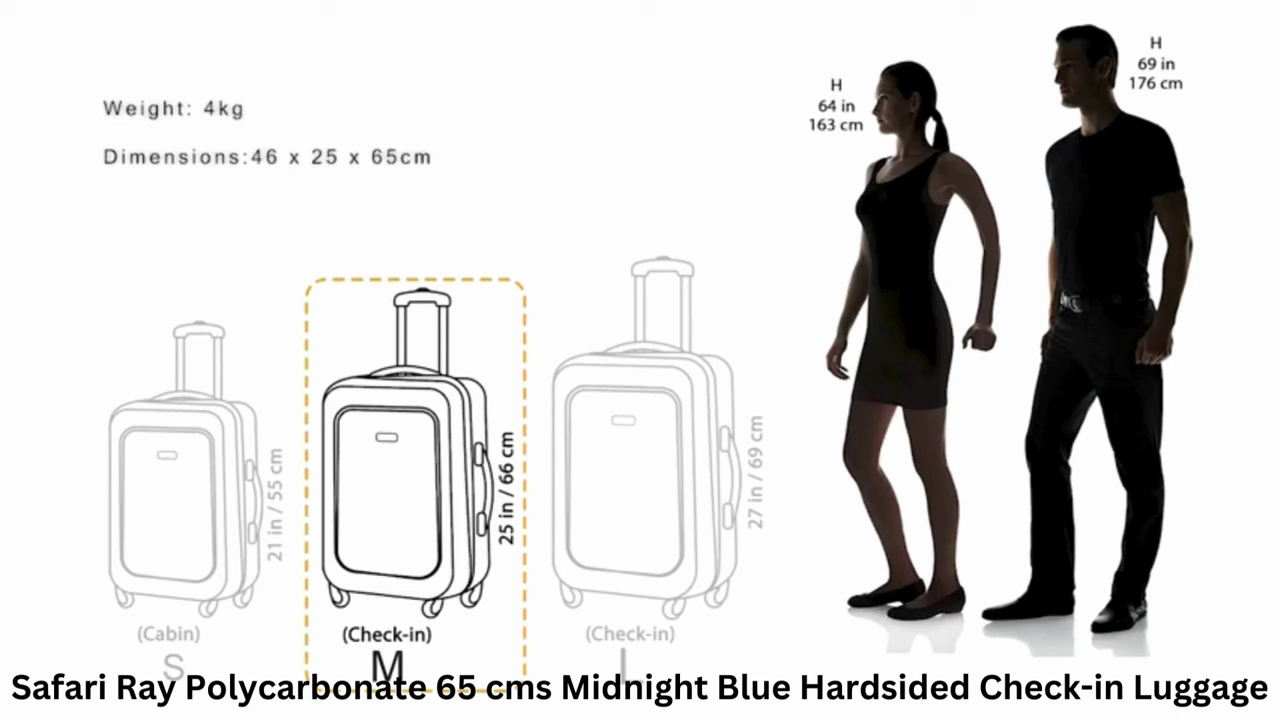 Weight: 4kg
Dimensions:46 x 25 x 65cm
H
64 in
163 cm
H
69 in
176 cm
21 in / 55 cm
25 in / 66 cm
27 in / 69 cm
(Cabin)
(Check-in)
(Check-in)
S
M
L
Safari Ray Polycarbonate 65 cms Midnight Blue Hardsided Check-in Luggage